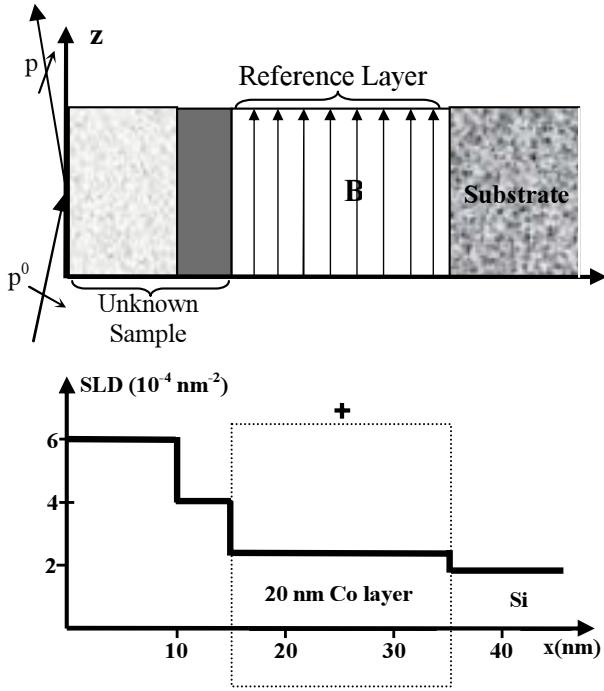 z
p
Reference Layer
B
Substrate
p⁰
Unknown
Sample
SLD (10⁻⁴ nm⁻²)
+
6
4
2
20 nm Co layer
Si
10
20
30
40
x(nm)